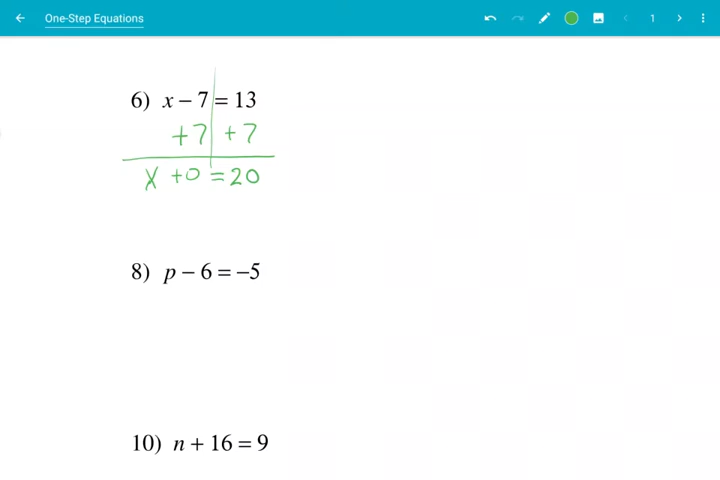 One-Step Equations
1
6) x − 7 = 13
+7 +7
x +0 = 20
8) p − 6 = −5
10) n + 16 = 9